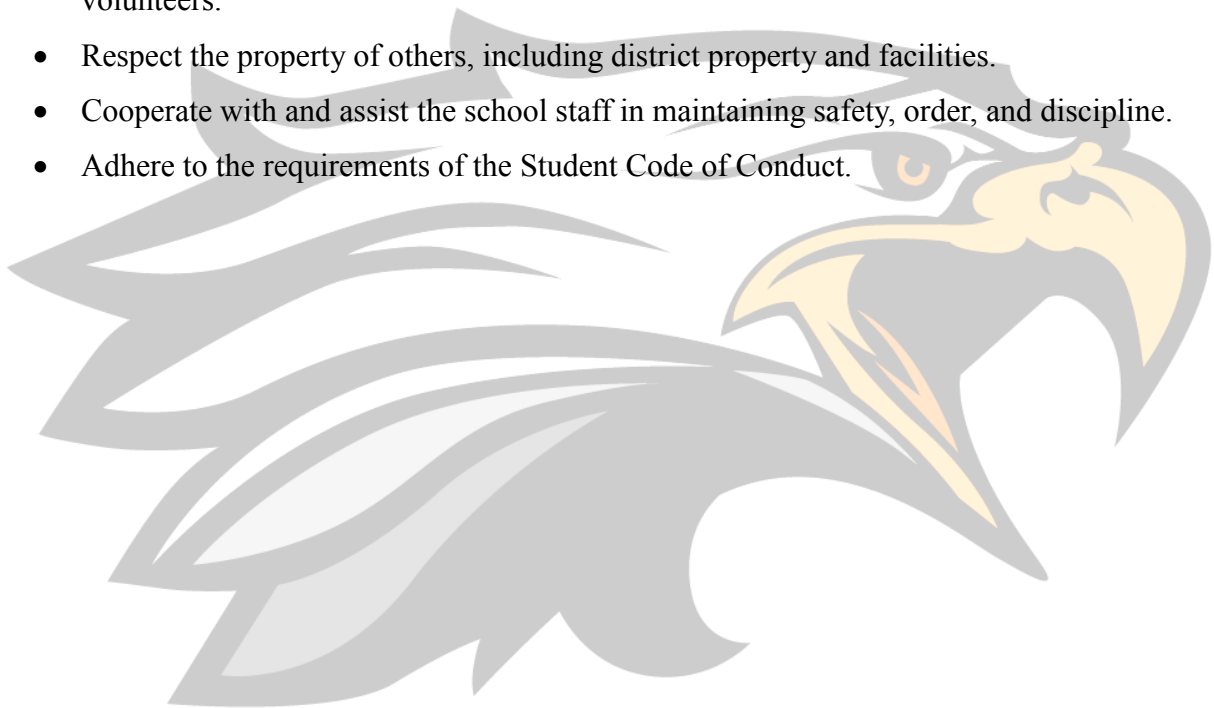 volunteers.
• Respect the property of others, including district property and facilities.
• Cooperate with and assist the school staff in maintaining safety, order, and discipline.
• Adhere to the requirements of the Student Code of Conduct.